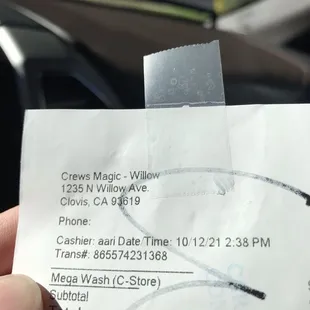 Crews Magic - Willow
1235 N Willow Ave.
Clovis, CA 93619
Phone:
Cashier: aari Date/Time: 10/12/21 2:38 PM
Trans#: 865574231368
Mega Wash (C-Store)
Subtotal